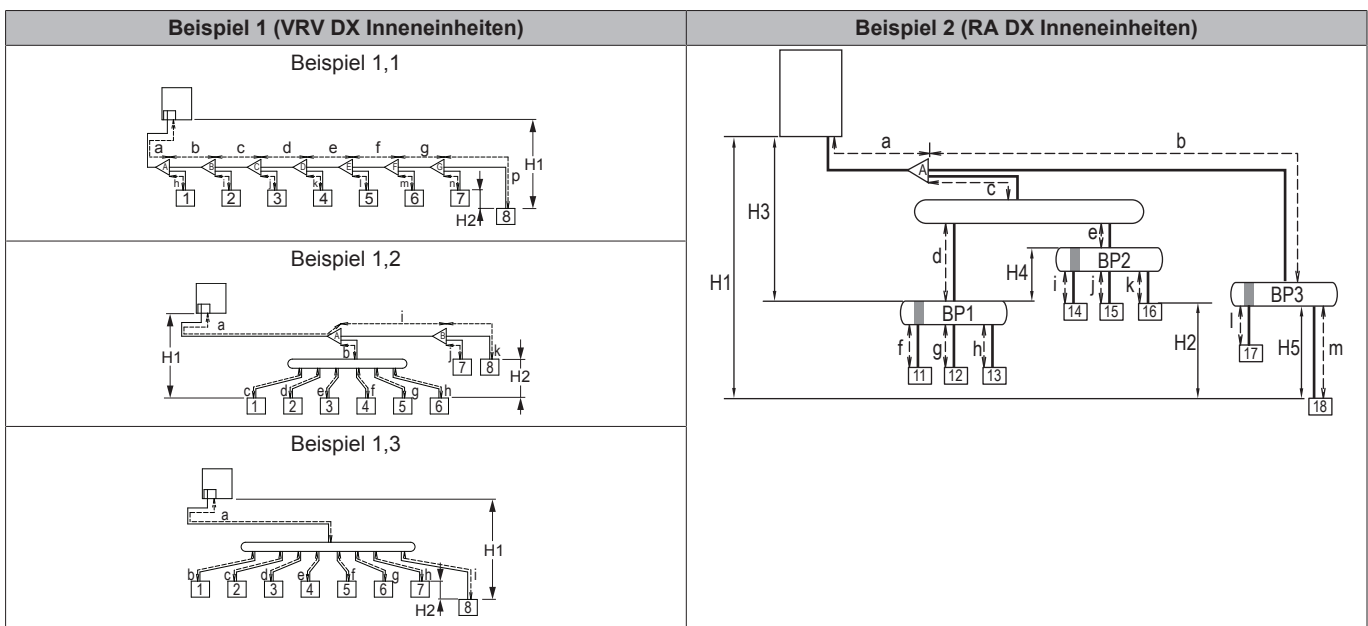 Beispiel 1 (VRV DX Inneneinheiten)
Beispiel 1,1
a b c d e f g
A B C D E F G
h i j k l m n p
1 2 3 4 5 6 7 8
H1
H2
Beispiel 1,2
a i
A B
b j k
7 8
H1
H2
c d e f g h
1 2 3 4 5 6
Beispiel 1,3
a
H1
b c d e f g h i
1 2 3 4 5 6 7 8
H2
Beispiel 2 (RA DX Inneneinheiten)
a b
A
c
H3
d e
H4 BP2
H1
BP1
i j k
14 15 16
BP3
f g h
l
H2 H5 m
17
11 12 13
18